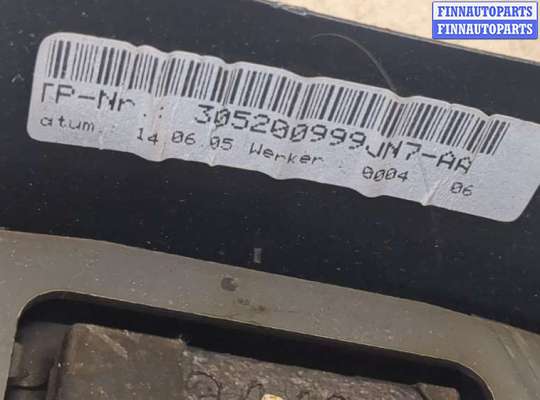 FINNAUTOPARTS
FINNAUTOPARTS
TP-Nr.: 305200999JN7-AA
atum.: 14.06.05 Werker : 0004 06